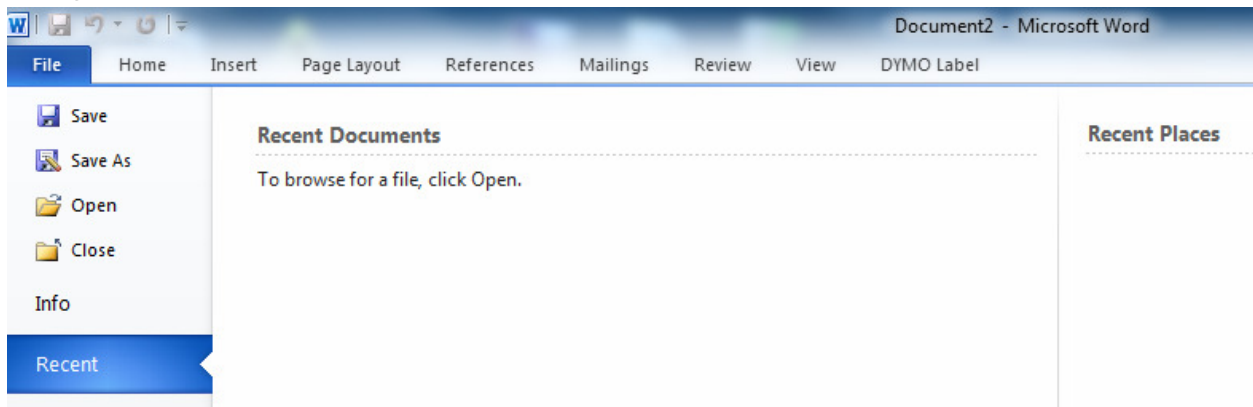 W
Document2 - Microsoft Word
File Home Insert Page Layout References Mailings Review View DYMO Label
Save
Save As
Open
Close
Info
Recent
Recent Documents
To browse for a file, click Open.
Recent Places